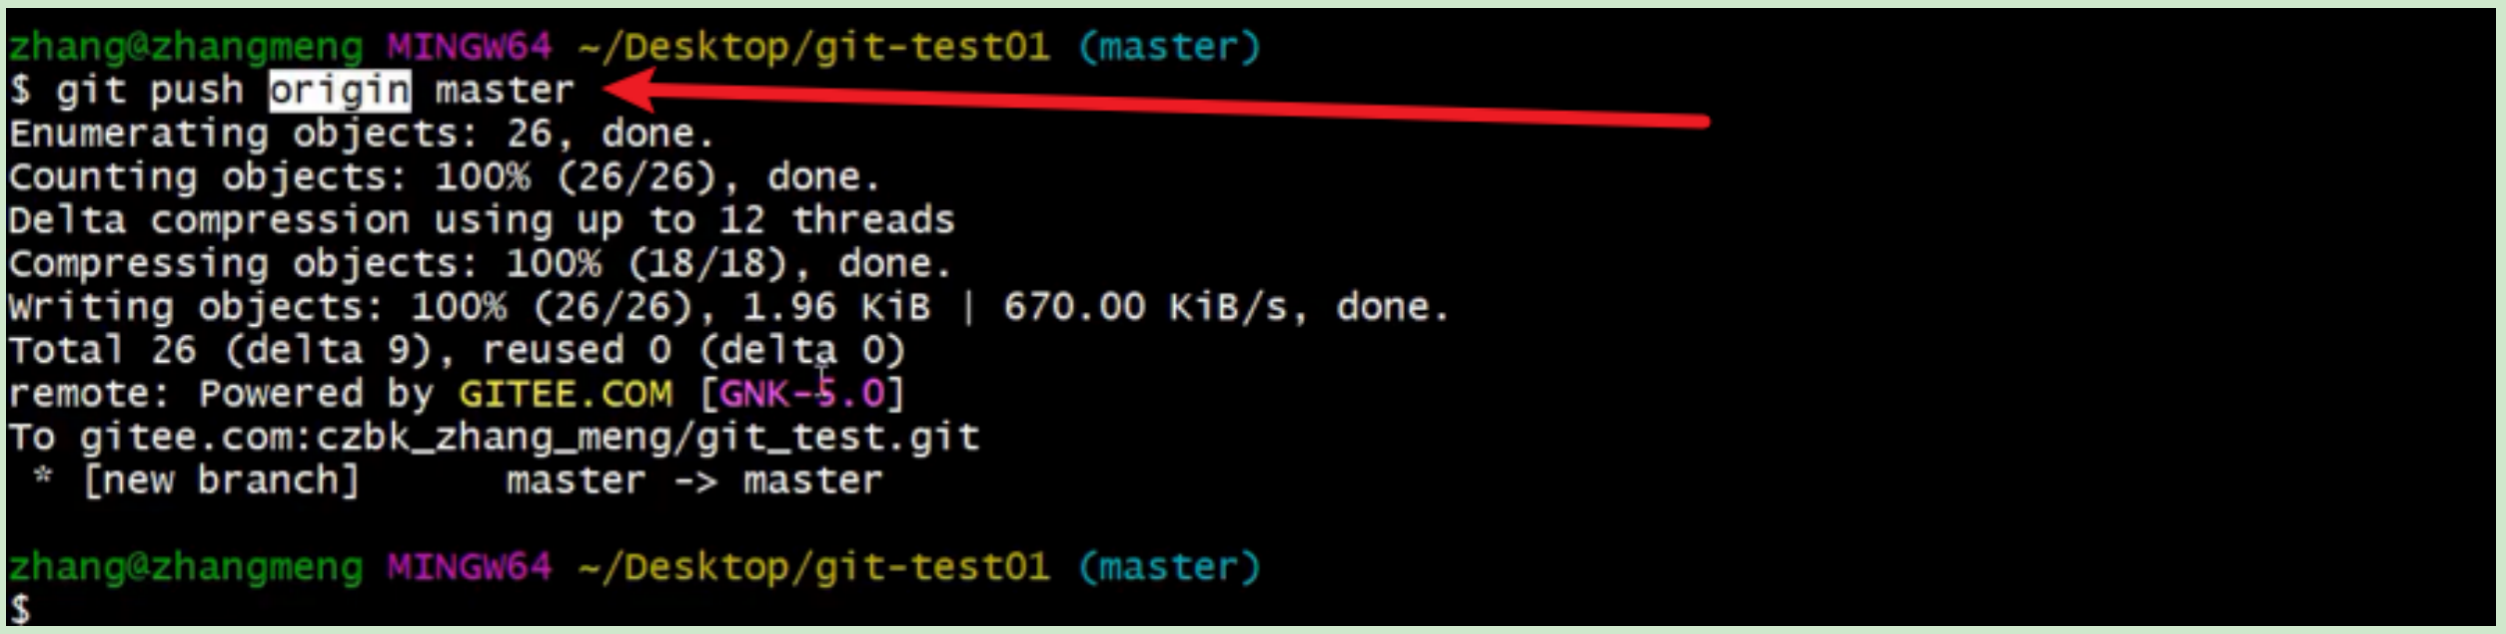 zhang@zhangmeng MINGW64 ~/Desktop/git-test01 (master)
$ git push origin master
Enumerating objects: 26, done.
Counting objects: 100% (26/26), done.
Delta compression using up to 12 threads
Compressing objects: 100% (18/18), done.
Writing objects: 100% (26/26), 1.96 KiB | 670.00 KiB/s, done.
Total 26 (delta 9), reused 0 (delta 0)
remote: Powered by GITEE.COM [GNK-5.0]
To gitee.com:czbk_zhang_meng/git_test.git
 * [new branch]      master -> master
zhang@zhangmeng MINGW64 ~/Desktop/git-test01 (master)
$